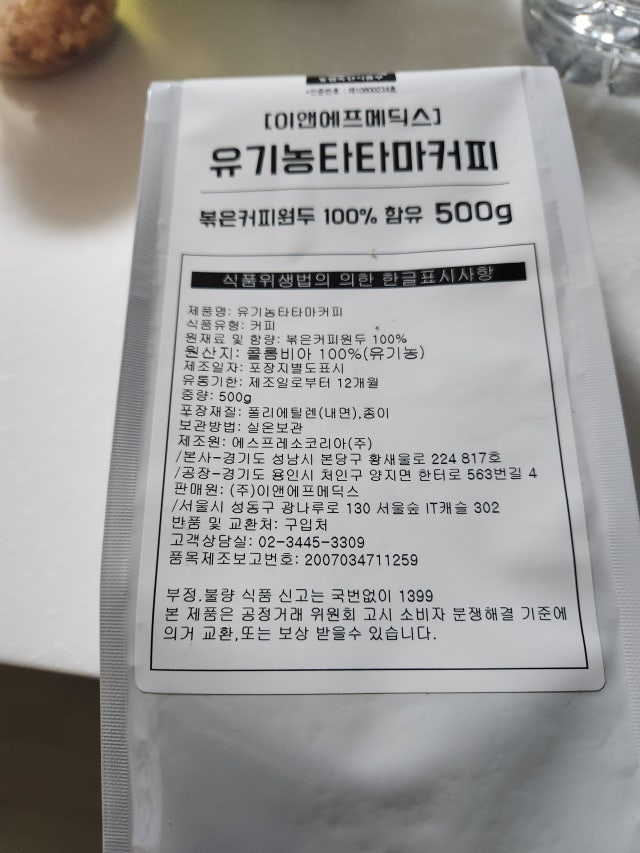 [이앤에프메딕스]
유기농타타마커피
볶은커피원두 100% 함유 500g
식품위생법의 의한 한글표시사항
제품명: 유기농타타마커피
식품유형: 커피
원재료 및 함량: 볶은커피원두 100%
원산지: 콜롬비아 100%(유기농)
제조일자: 포장지별도표시
유통기한: 제조일로부터 12개월
중량: 500g
포장재질: 폴리에틸렌(내면),종이
보관방법: 실온보관
제조원: 에스프레소코리아(주)
/본사-경기도 성남시 분당구 황새울로 224 817호
/공장-경기도 용인시 처인구 양지면 한터로 563번길 4
판매원: (주)이앤에프메딕스
/서울시 성동구 광나루로 130 서울숲 IT캐슬 302
반품 및 교환처: 구입처
고객상담실: 02-3445-3309
품목제조보고번호: 2007034711259
부정.불량 식품 신고는 국번없이 1399
본 제품은 공정거래 위원회 고시 소비자 분쟁해결 기준에
의거 교환,또는 보상 받을수 있습니다.